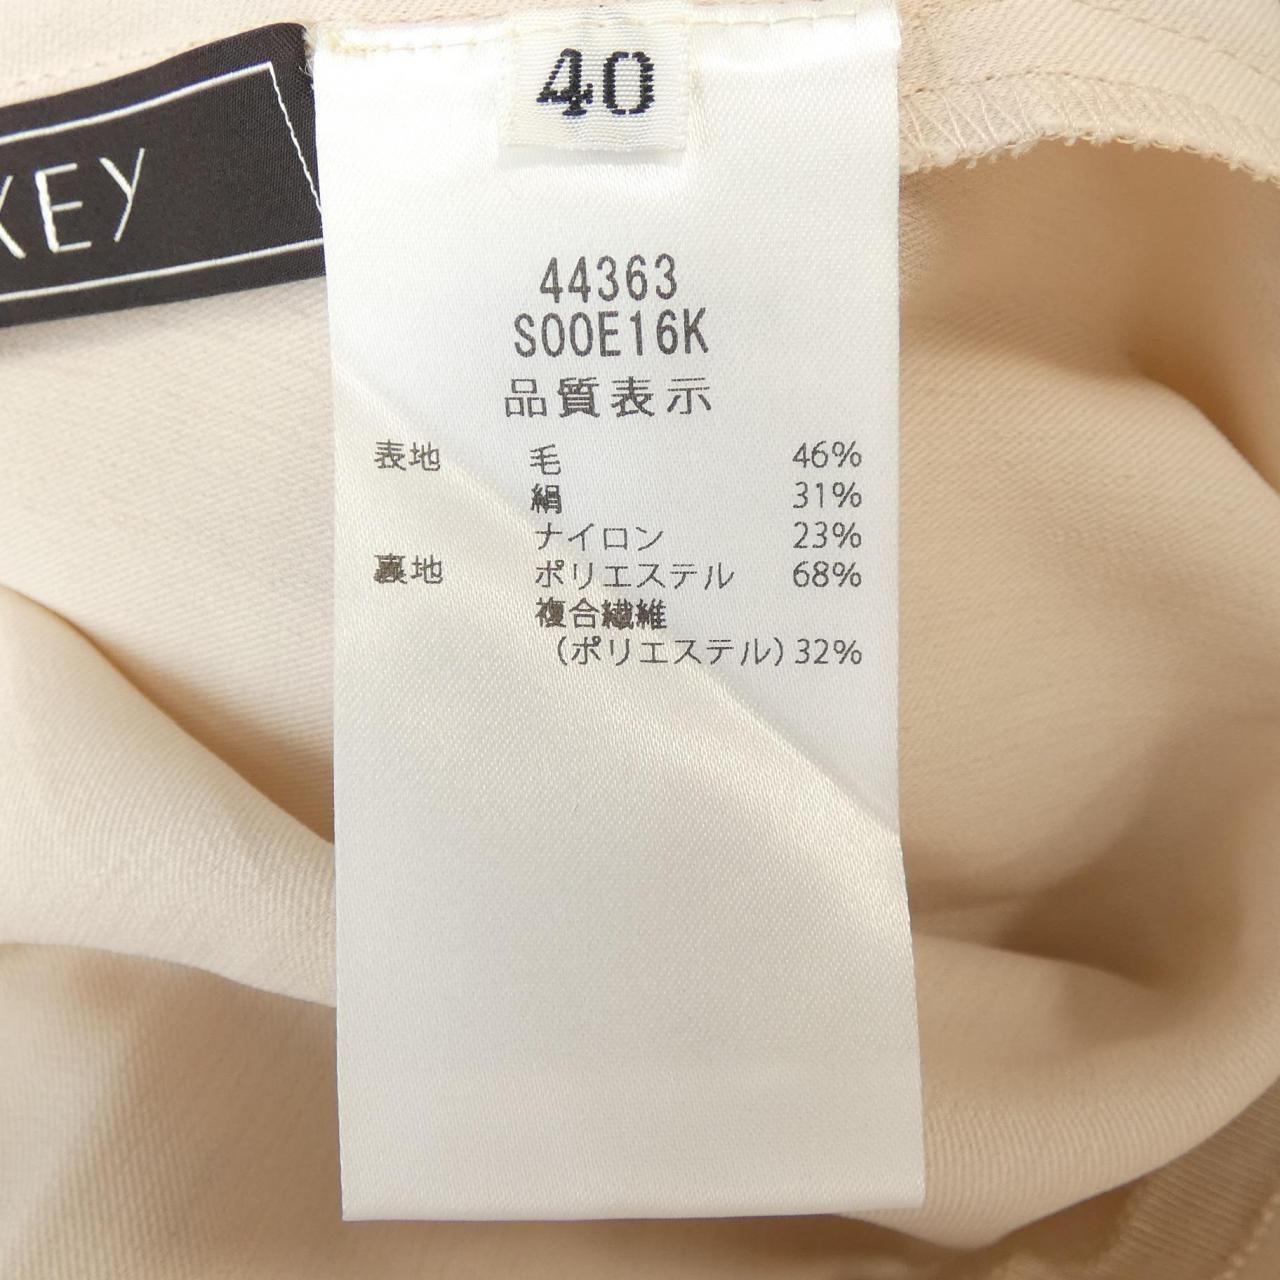 40
KEY
44363
S00E16K
品質表示
表地 毛 46%
絹 31%
ナイロン 23%
裏地 ポリエステル 68%
複合繊維
(ポリエステル) 32%